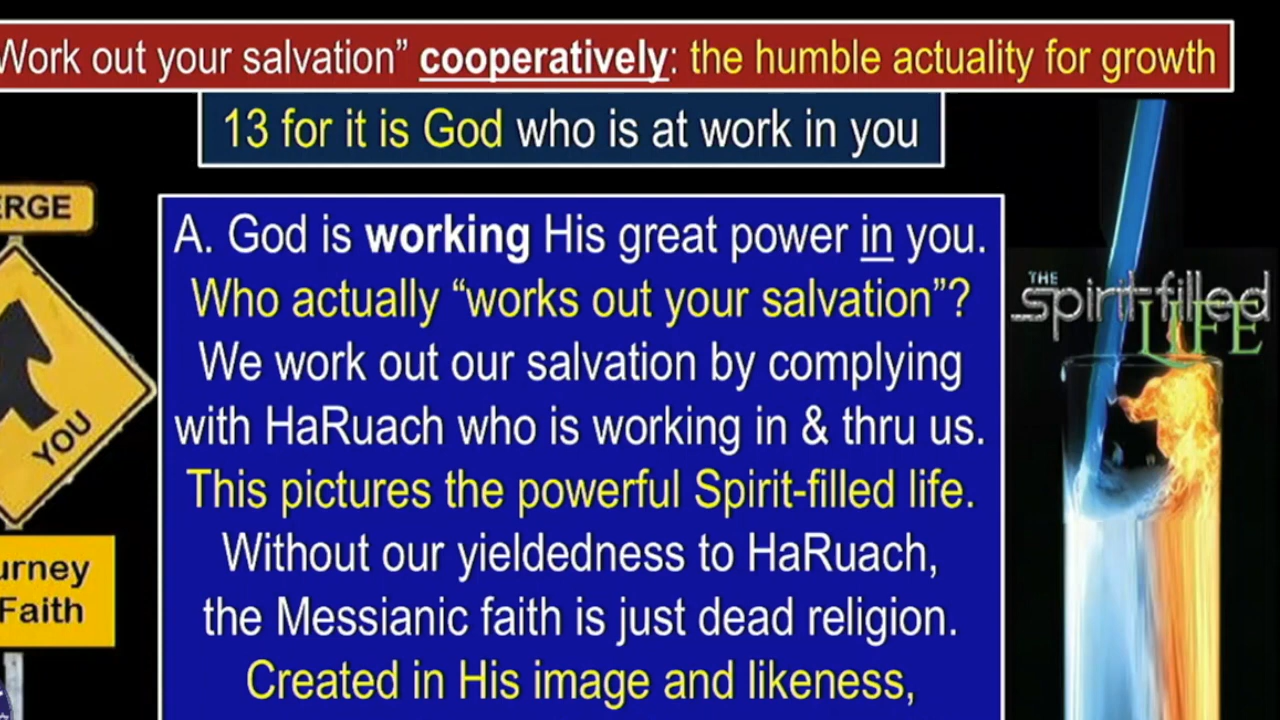 Work out your salvation” cooperatively: the humble actuality for growth
13 for it is God who is at work in you
ERGE
YOU
urney
Faith
A. God is working His great power in you.
Who actually “works out your salvation”?
We work out our salvation by complying
with HaRuach who is working in & thru us.
This pictures the powerful Spirit-filled life.
Without our yieldedness to HaRuach,
the Messianic faith is just dead religion.
Created in His image and likeness,
THE
spirit-filled
LIFE